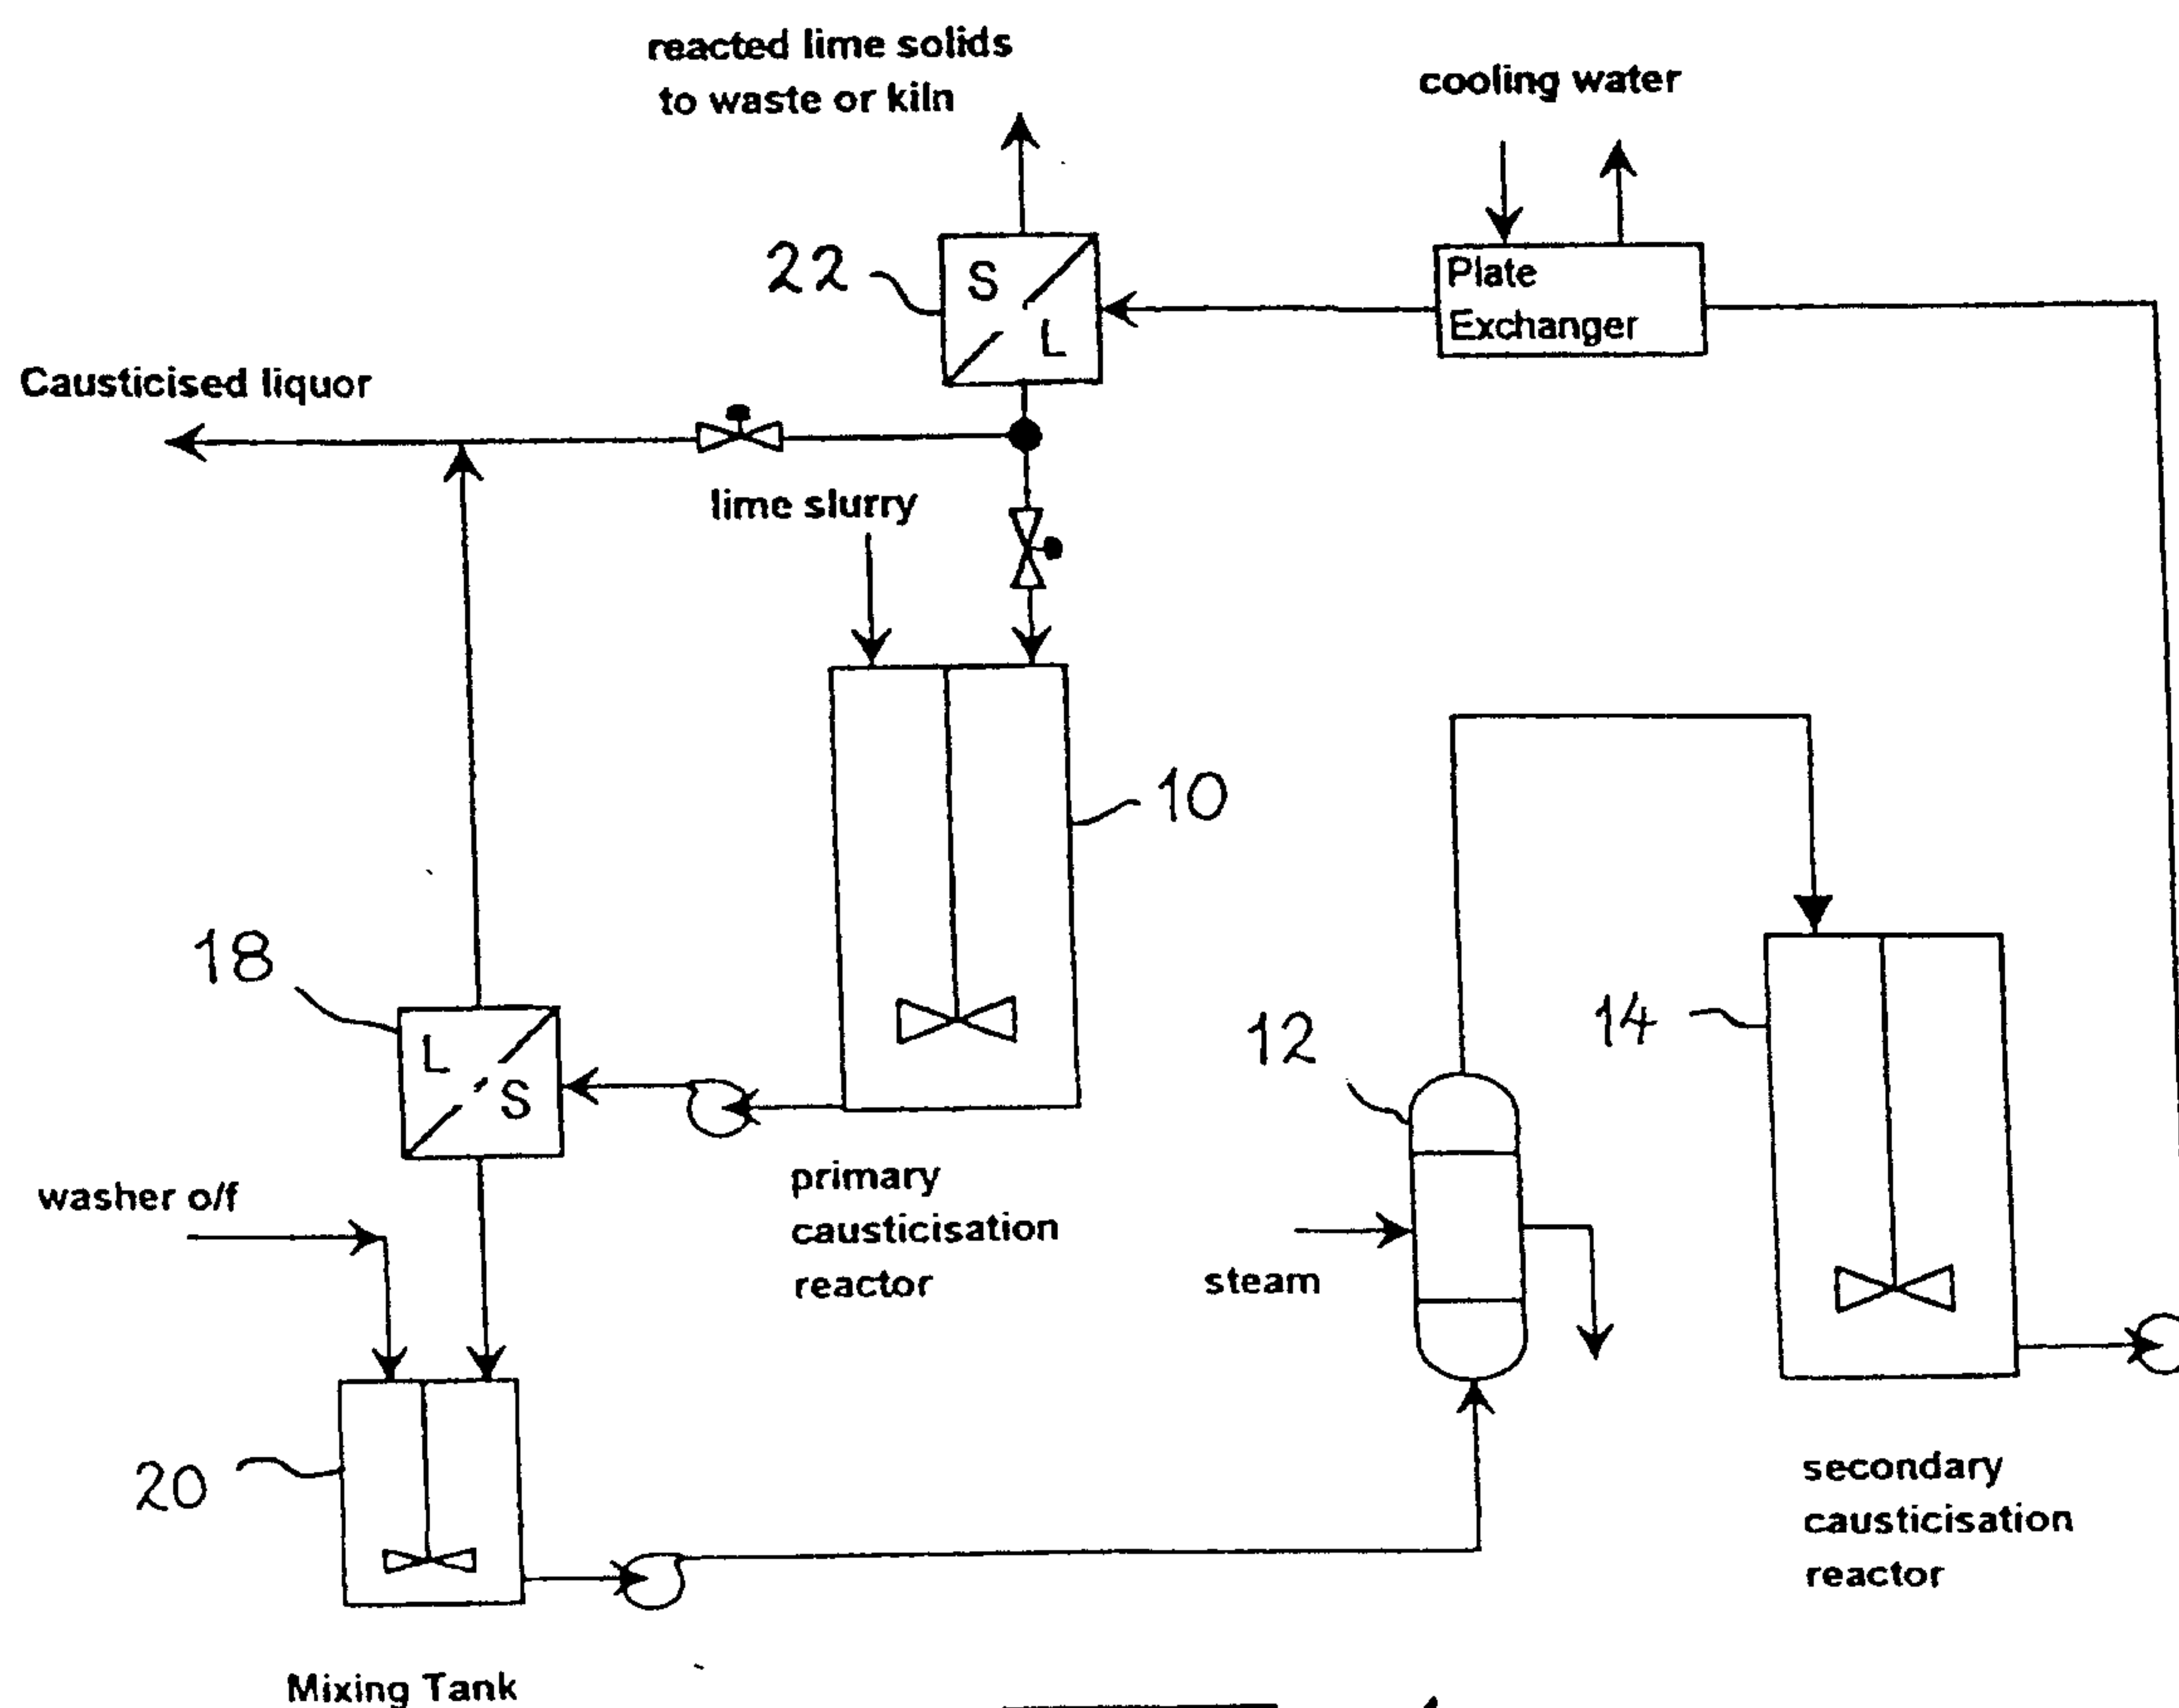 reacted lime solids
to waste or kiln
cooling water
22
S
L
Plate
Exchanger
Causticised liquor
lime slurry
10
18
L
S
12
14
washer o/f
primary
causticisation
reactor
steam
20
secondary
causticisation
reactor
Mixing Tank